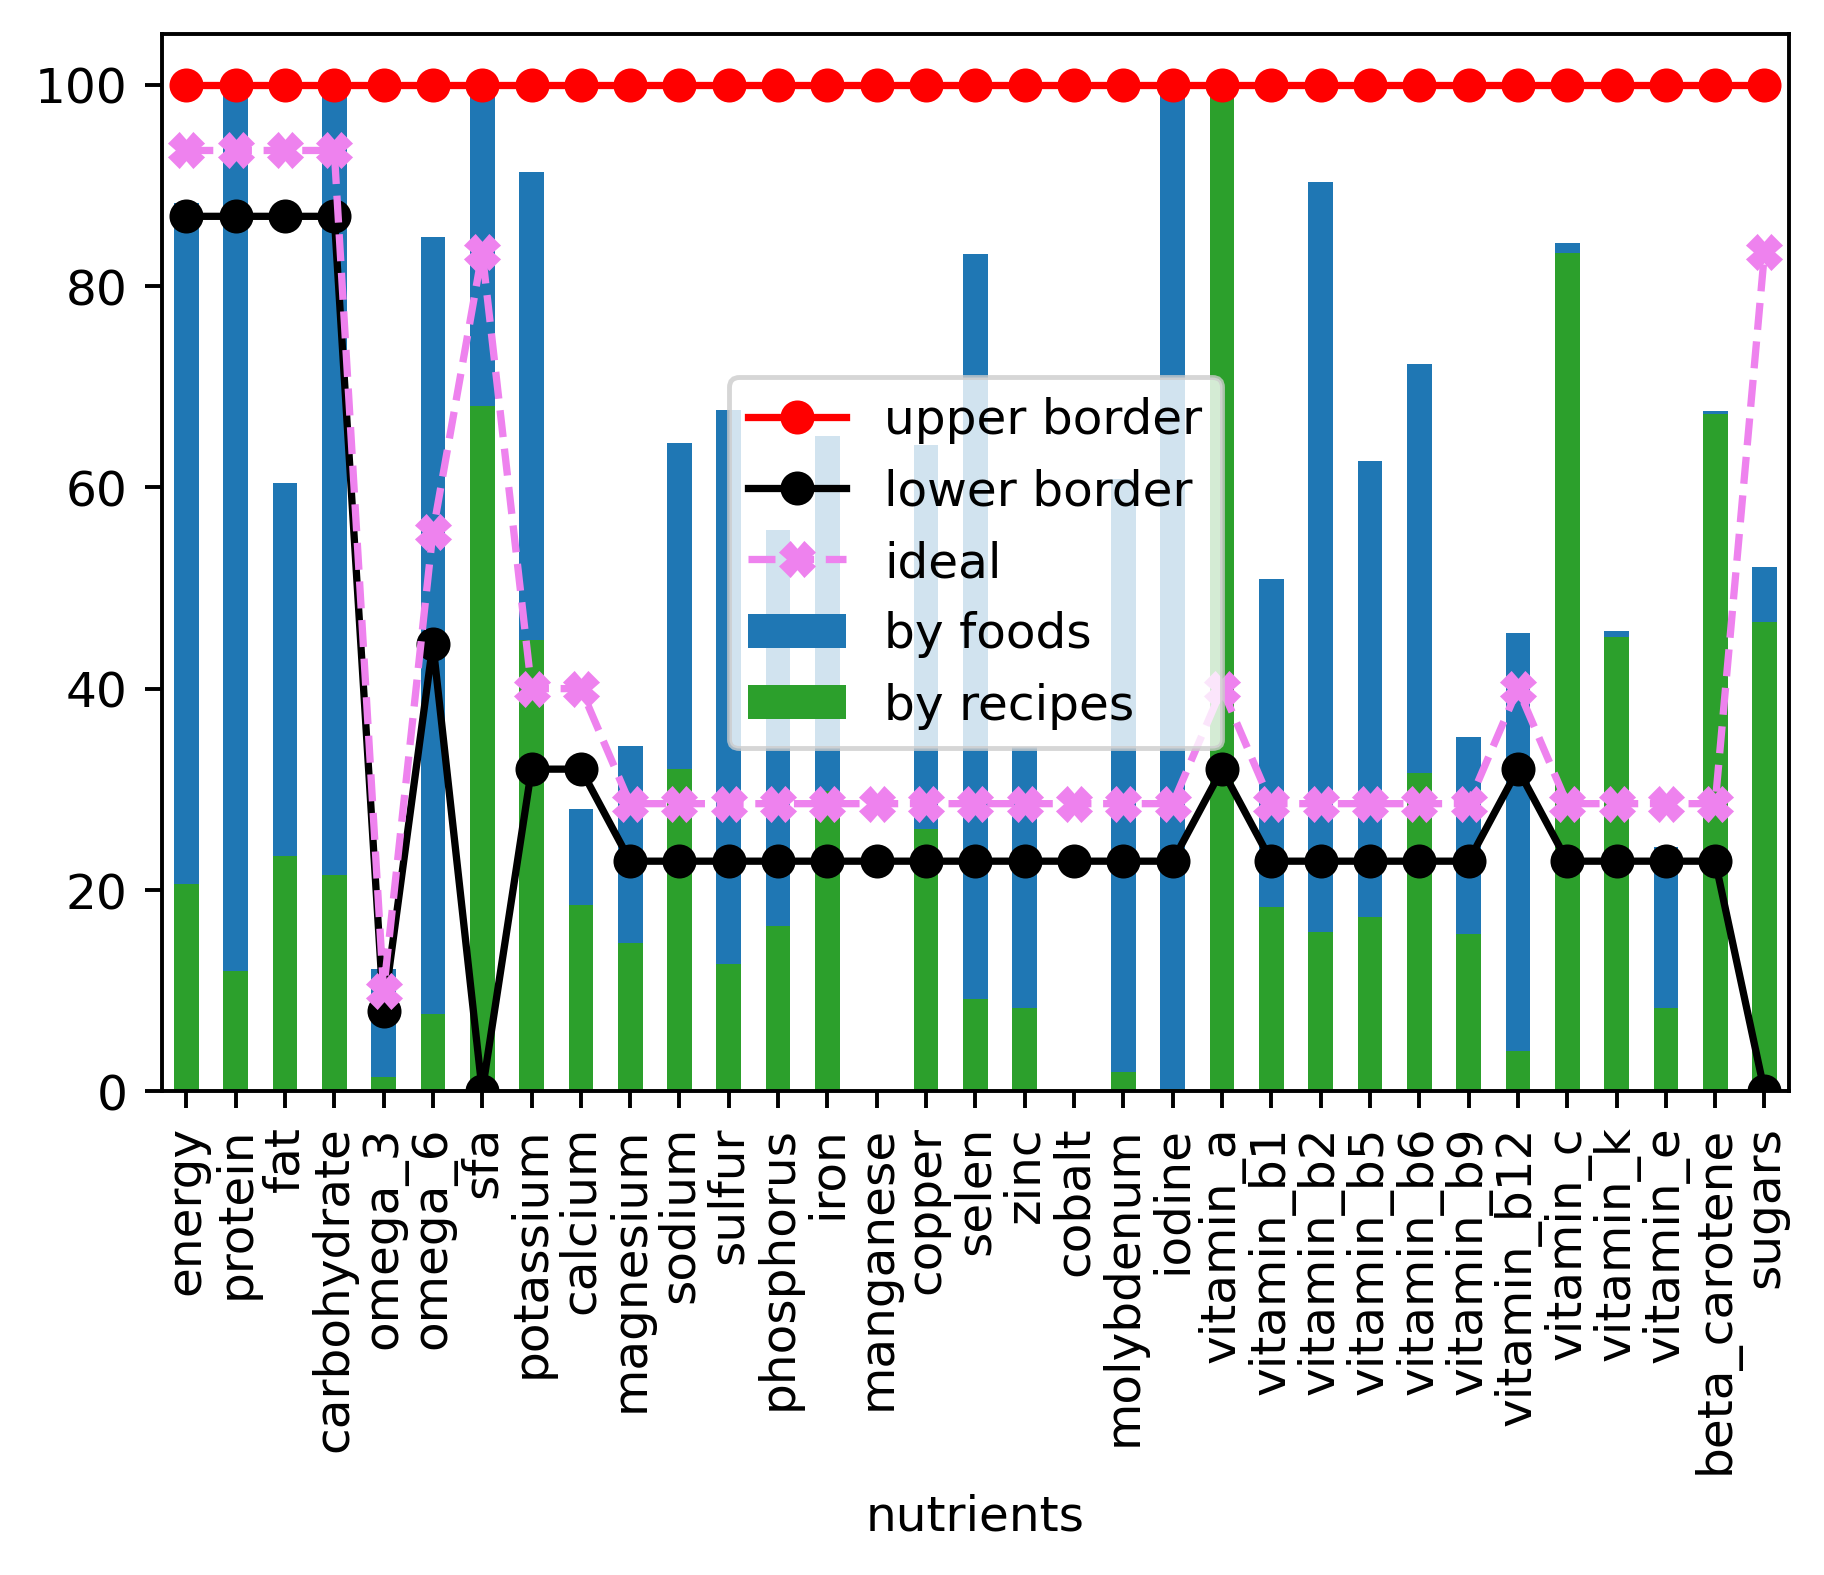 100
80
60
40
20
0
upper border
lower border
ideal
by foods
by recipes
energy
protein
fat
carbohydrate
omega_3
omega_6
sfa
potassium
calcium
magnesium
sodium
sulfur
phosphorus
iron
manganese
copper
selen
zinc
cobalt
molybdenum
iodine
vitamin_a
vitamin_b1
vitamin_b2
vitamin_b5
vitamin_b6
vitamin_b9
vitamin_b12
vitamin_c
vitamin_k
vitamin_e
beta_carotene
sugars
nutrients